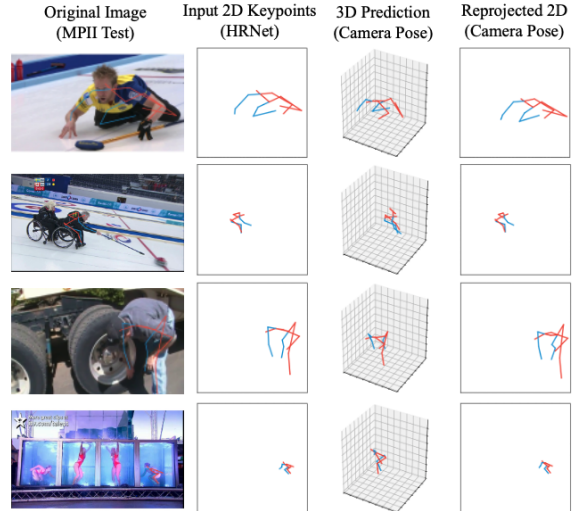 Original Image
(MPII Test)
Input 2D Keypoints
(HRNet)
3D Prediction
(Camera Pose)
Reprojected 2D
(Camera Pose)